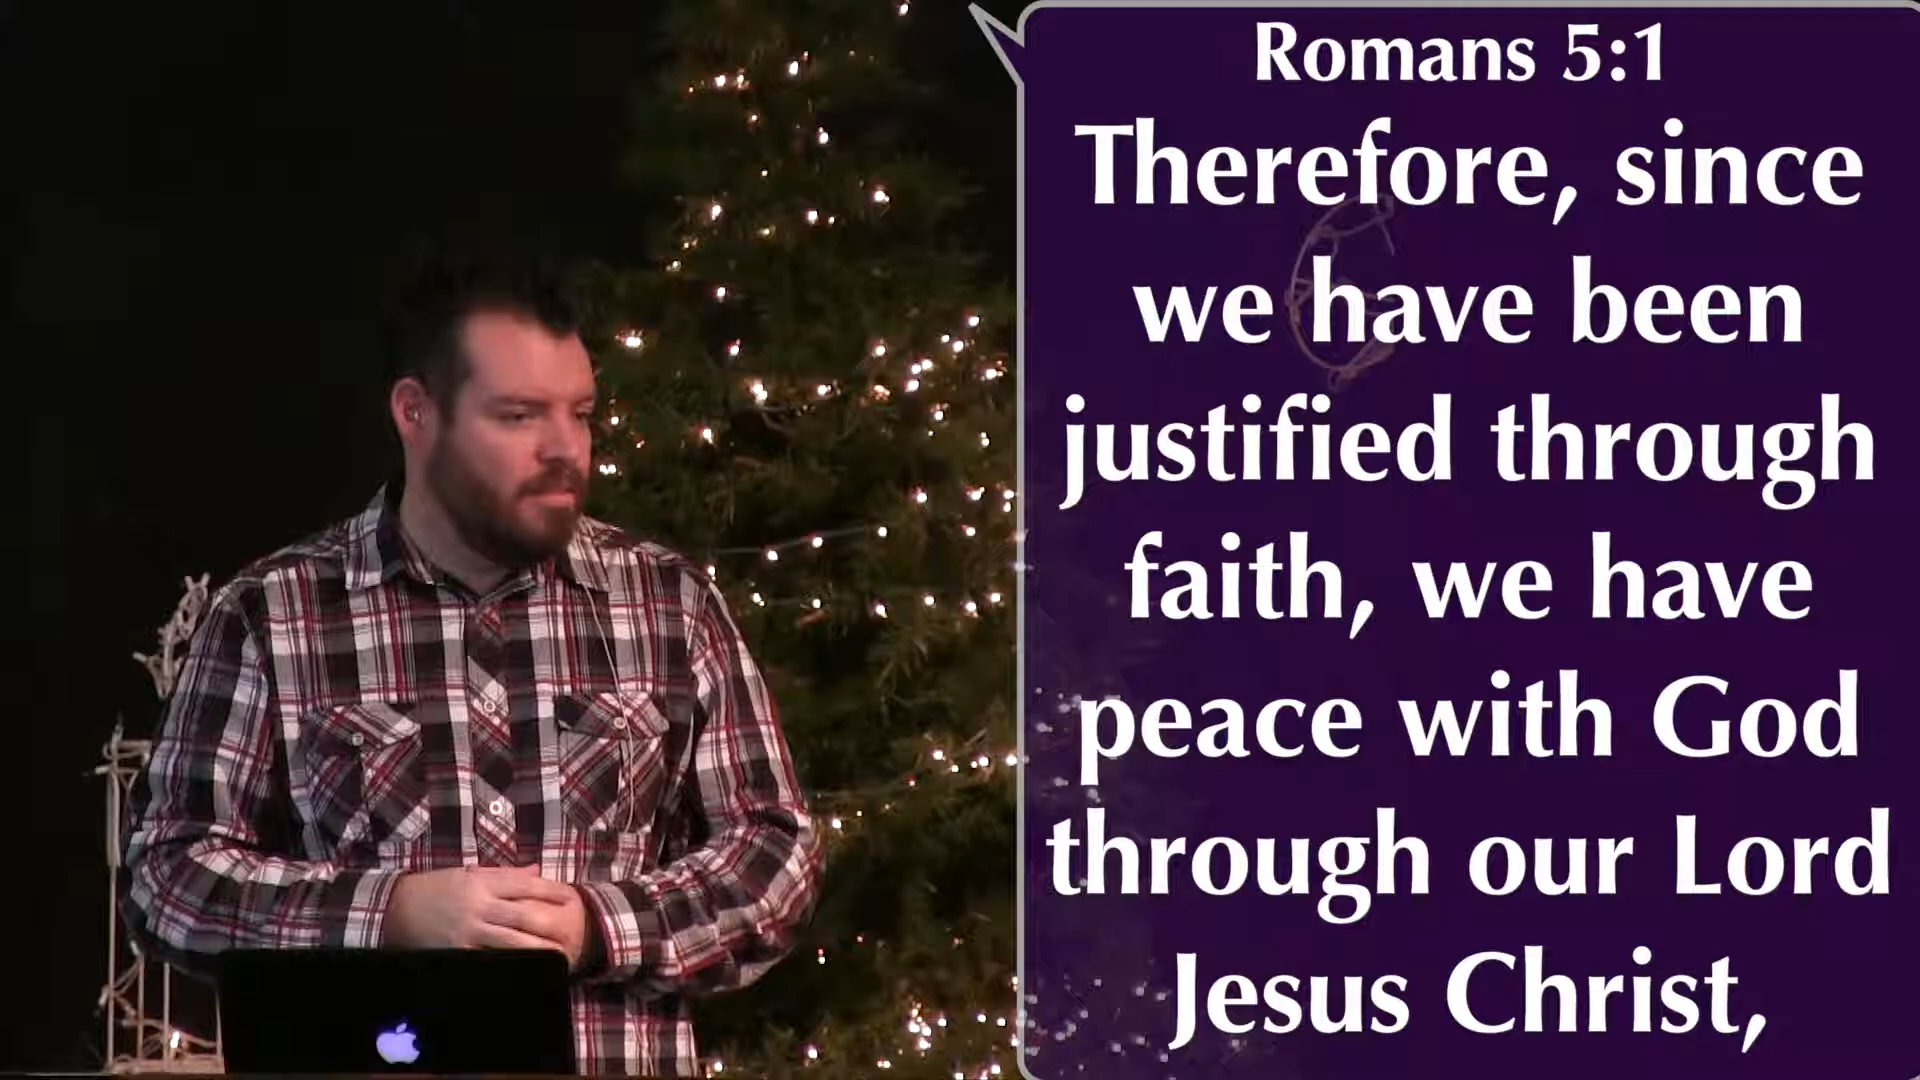 Romans 5:1
Therefore, since
we have been
justified through
faith, we have
peace with God
through our Lord
Jesus Christ,